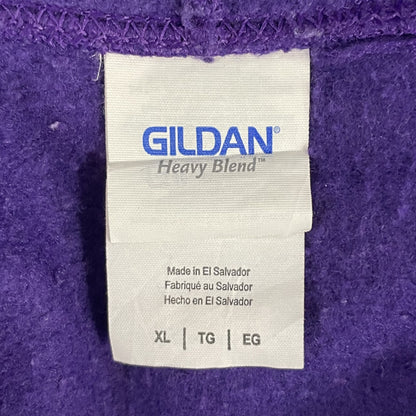 GILDAN®
Heavy Blend™
Made in El Salvador
Fabriqué au Salvador
Hecho en El Salvador
XL | TG | EG